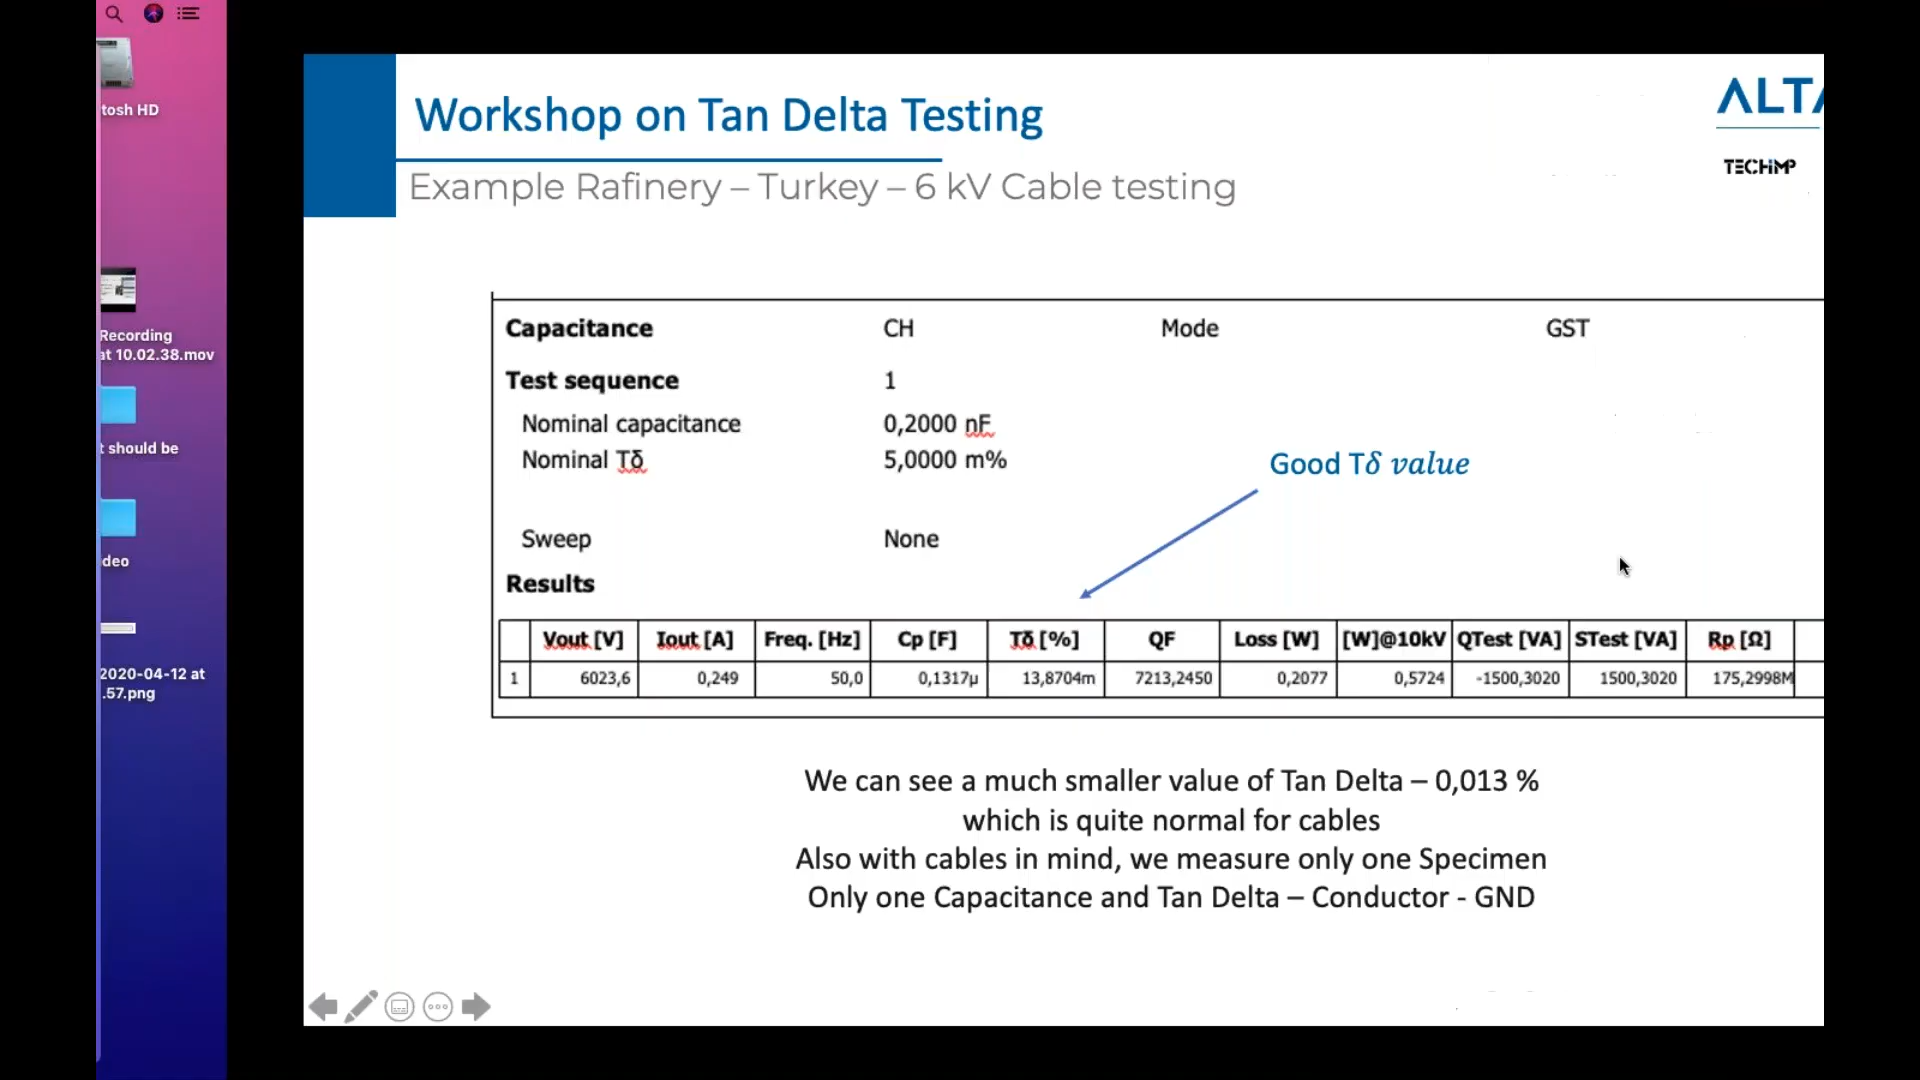 tosh HD
Recording
at 10.02.38.mov
t should be
deo
2020-04-12 at
.57.png
Workshop on Tan Delta Testing
Example Rafinery – Turkey – 6 kV Cable testing
ALTA
TECHIMP
Capacitance CH Mode GST
Test sequence 1
Nominal capacitance 0,2000 nF
Nominal Tδ 5,0000 m%
Good Tδ value
Sweep None
Results
Vout [V] Iout [A] Freq. [Hz] Cp [F] Tδ [%] QF Loss [W] [W]@10kV QTest [VA] STest [VA] Rp [Ω]
1 6023,6 0,249 50,0 0,1317μ 13,8704m 7213,2450 0,2077 0,5724 -1500,3020 1500,3020 175,2998M
We can see a much smaller value of Tan Delta – 0,013 %
which is quite normal for cables
Also with cables in mind, we measure only one Specimen
Only one Capacitance and Tan Delta – Conductor - GND